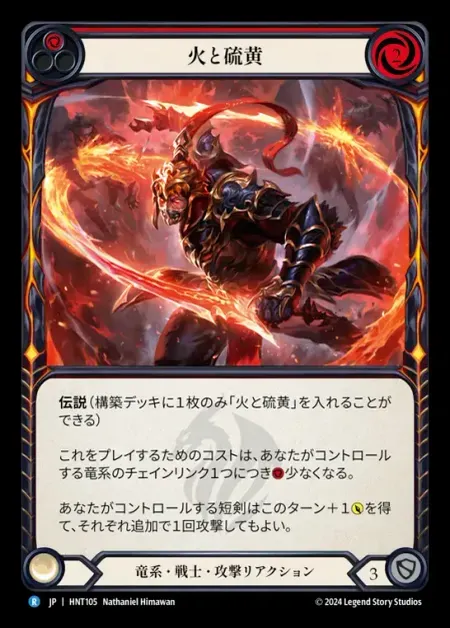 火と硫黄
2
伝説（構築デッキに１枚のみ「火と硫黄」を入れることが
できる）
これをプレイするためのコストは、あなたがコントロール
する竜系のチェインリンク１つにつき少なくなる。
あなたがコントロールする短剣はこのターン＋１を得
て、それぞれ追加で１回攻撃してもよい。
竜系・戦士・攻撃リアクション
3
R JP | HNT105 Nathaniel Himawan
© 2024 Legend Story Studios